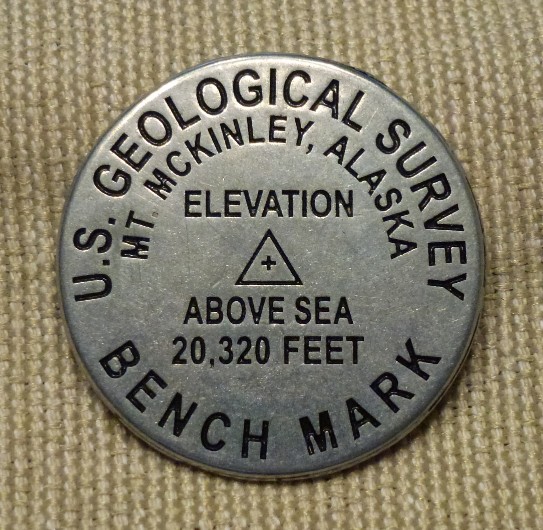 U.S. GEOLOGICAL SURVEY
MT. MCKINLEY, ALASKA
ELEVATION
ABOVE SEA
20,320 FEET
BENCH MARK